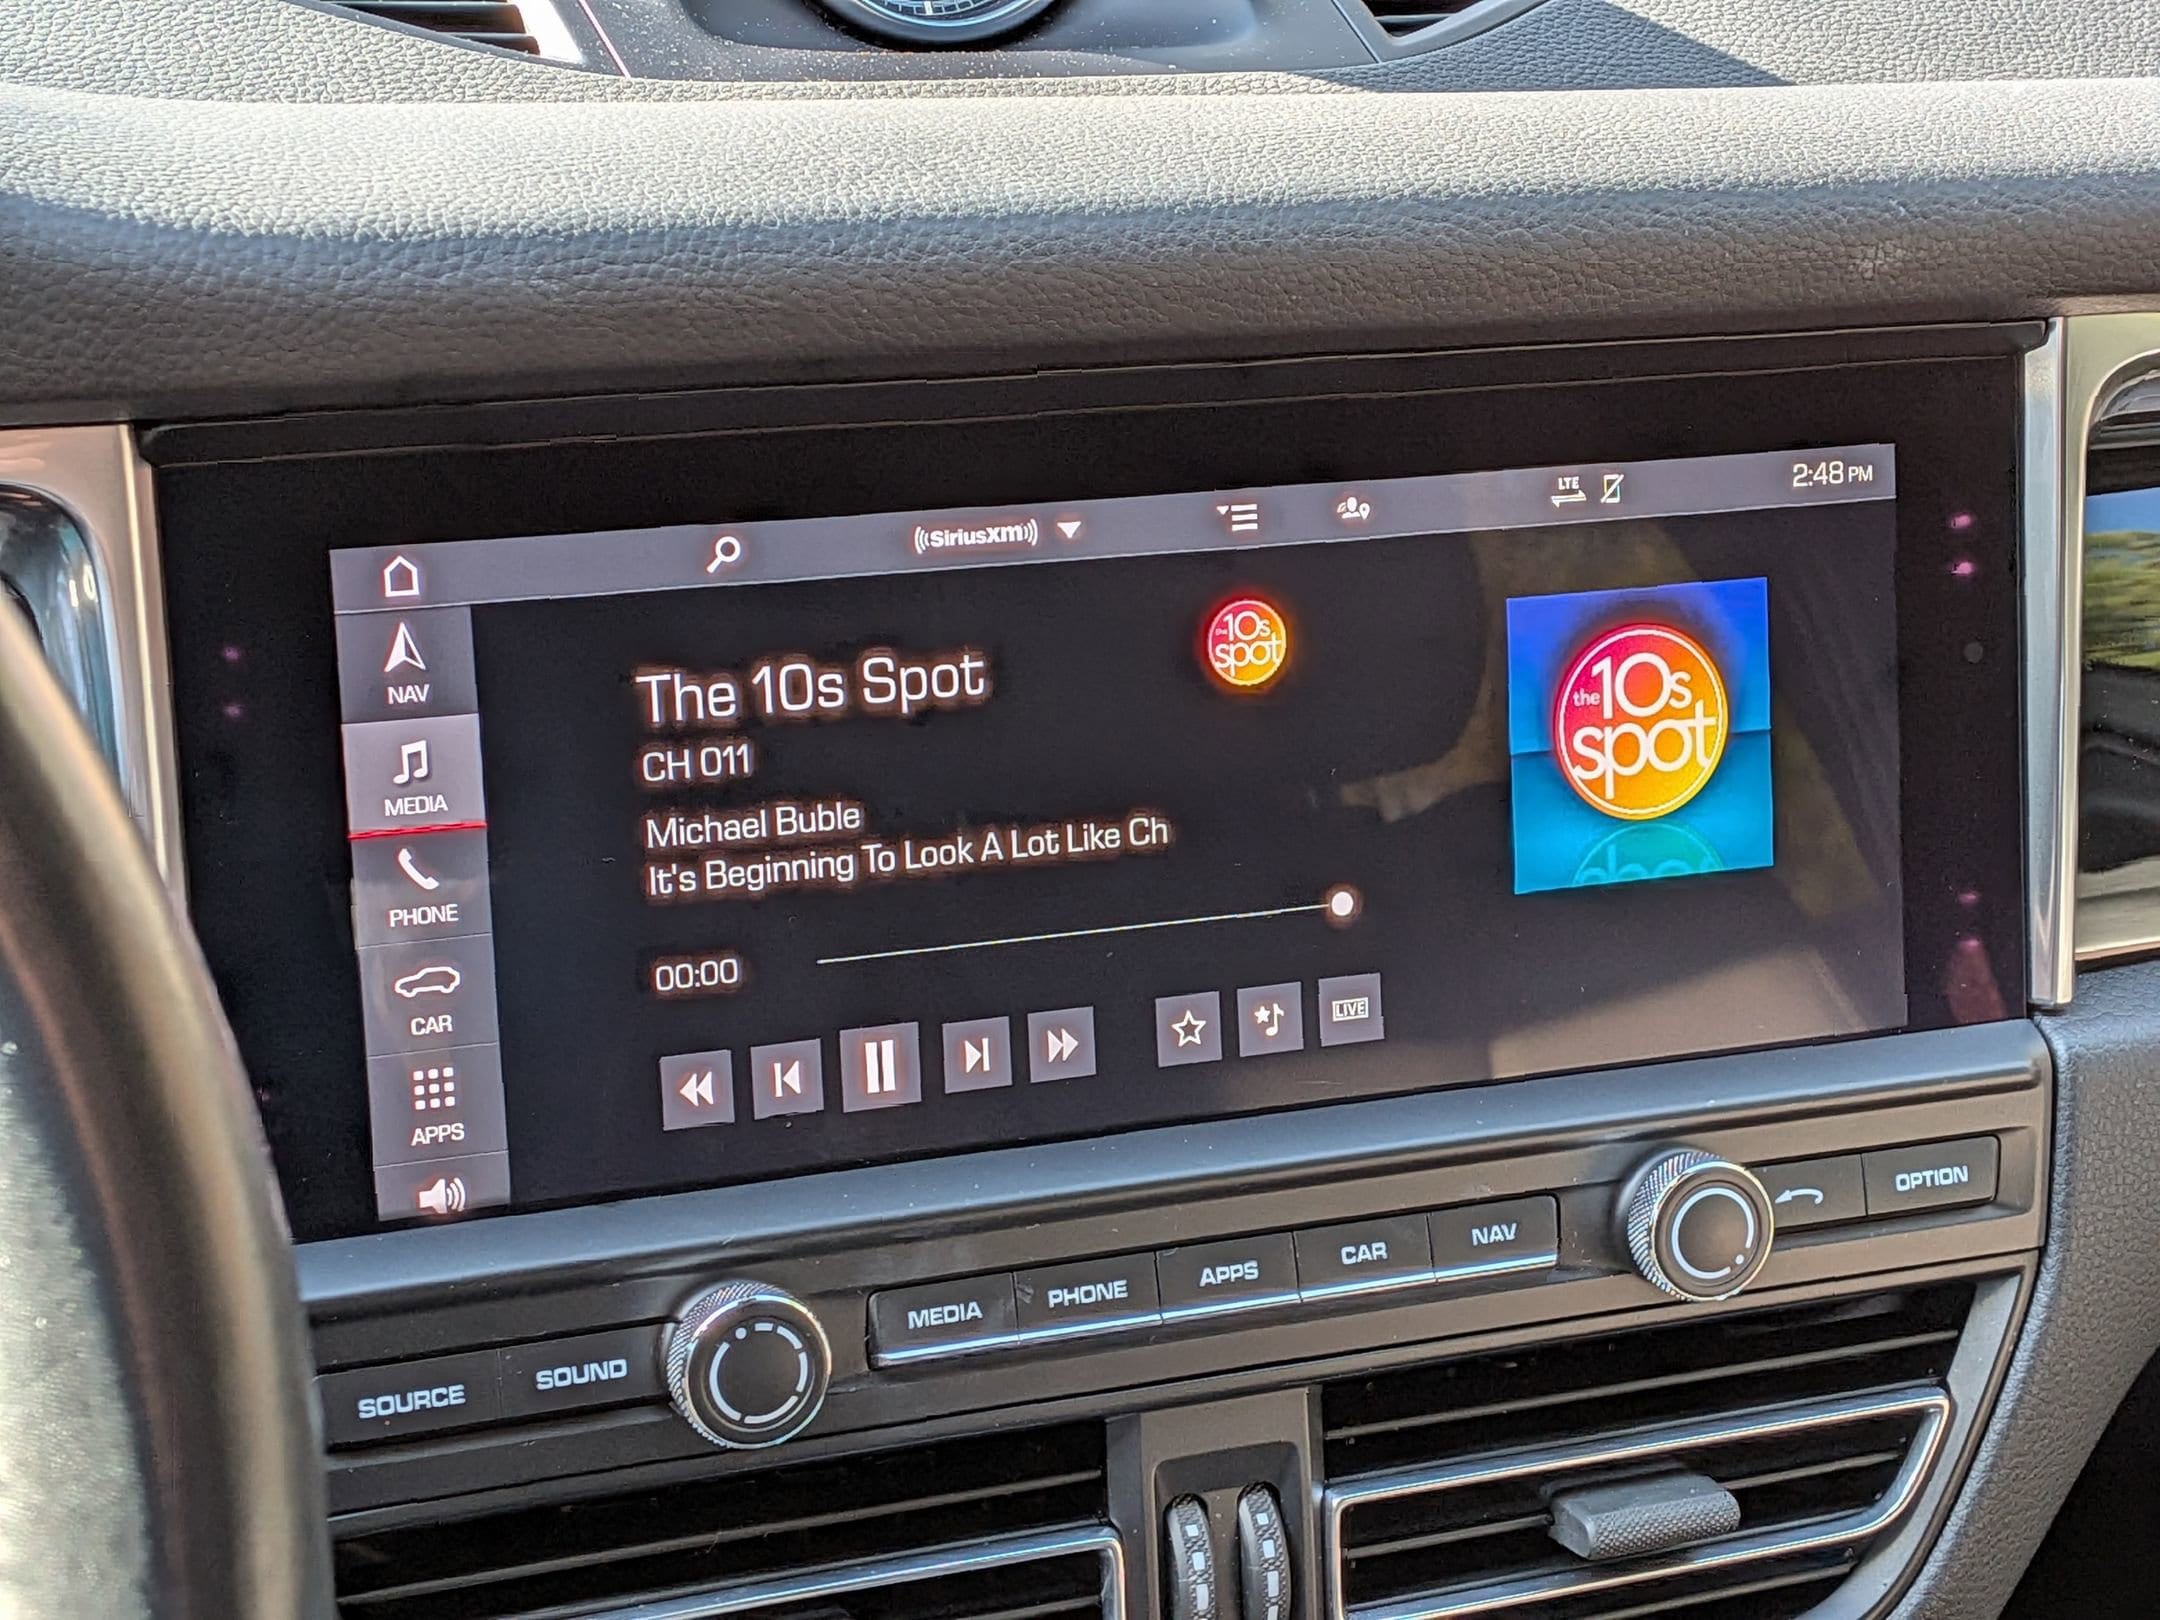 SiriusXM
LTE
2:48 PM
NAV
MEDIA
PHONE
CAR
APPS
The 10s Spot
CH 011
Michael Buble
It's Beginning To Look A Lot Like Ch
00:00
LIVE
the 10s
spot
the 10s
spot
SOURCE
SOUND
MEDIA
PHONE
APPS
CAR
NAV
OPTION